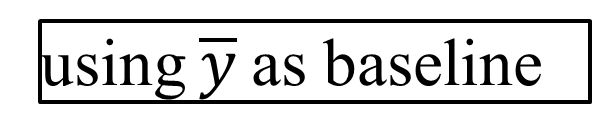 using y̅ as baseline